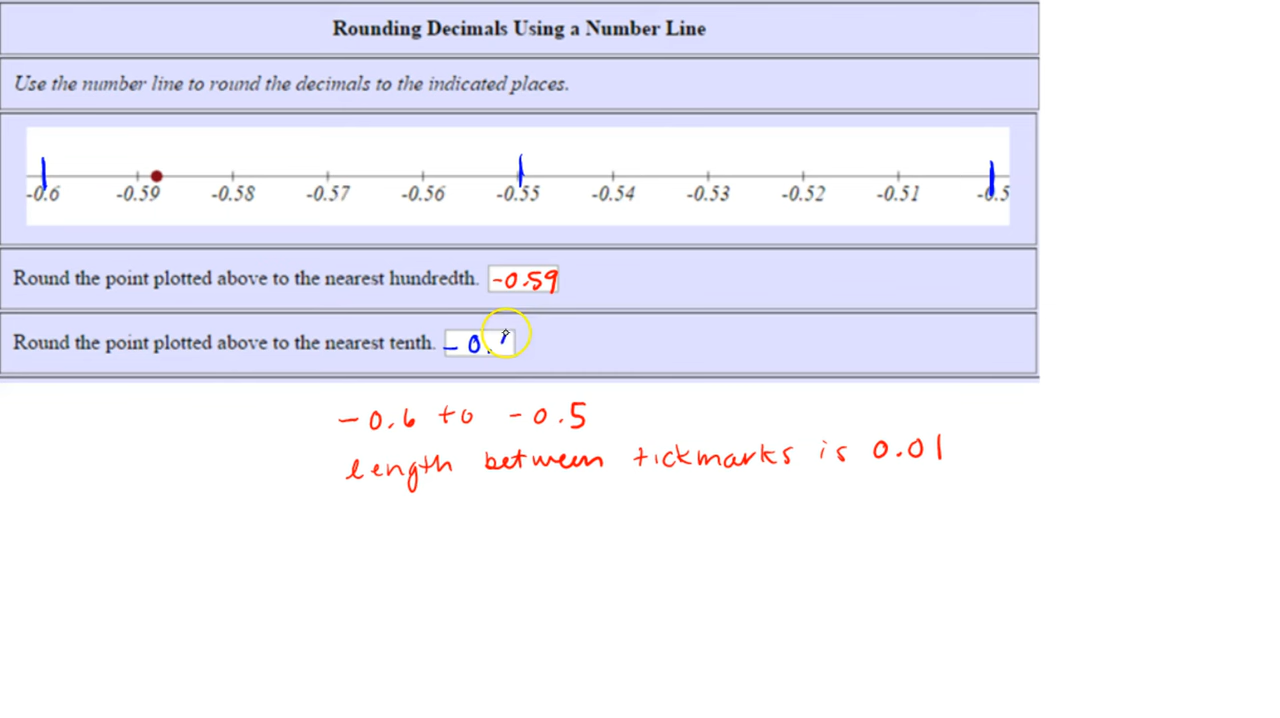 Rounding Decimals Using a Number Line
Use the number line to round the decimals to the indicated places.
-0.6 -0.59 -0.58 -0.57 -0.56 -0.55 -0.54 -0.53 -0.52 -0.51 -0.5
Round the point plotted above to the nearest hundredth. -0.59
Round the point plotted above to the nearest tenth. -0.
-0.6 to -0.5
length between tickmarks is 0.01